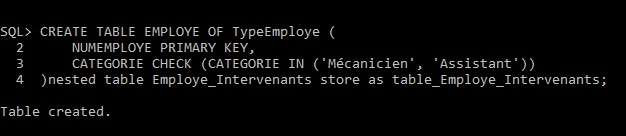 SQL> CREATE TABLE EMPLOYE OF TypeEmploye (
  2      NUMEMPLOYE PRIMARY KEY,
  3      CATEGORIE CHECK (CATEGORIE IN ('Mécanicien', 'Assistant'))
  4  )nested table Employe_Intervenants store as table_Employe_Intervenants;
Table created.